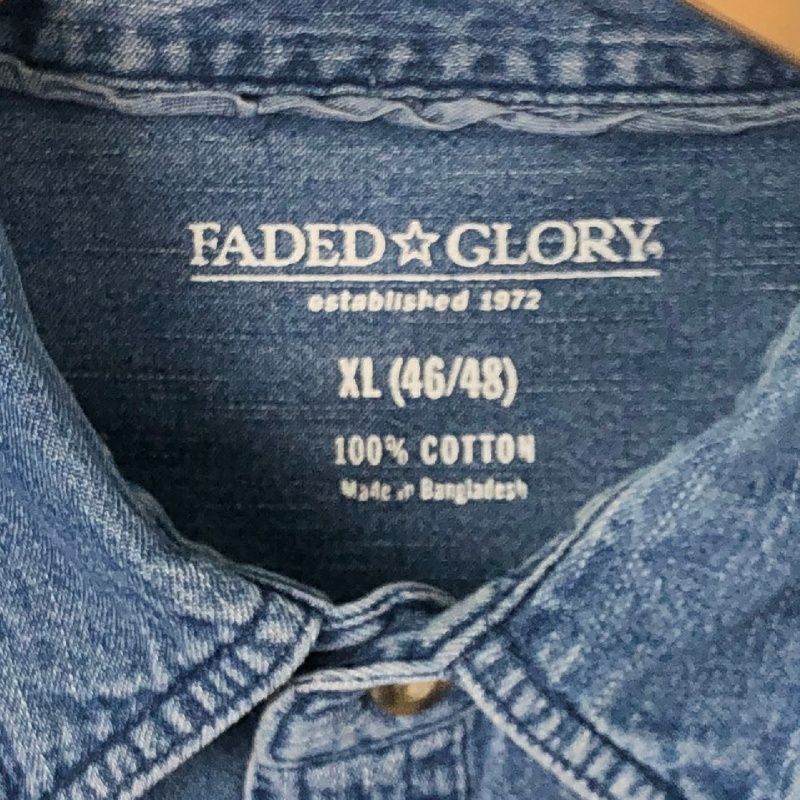 FADED☆GLORY
established 1972
XL (46/48)
100% COTTON
Made in Bangladesh